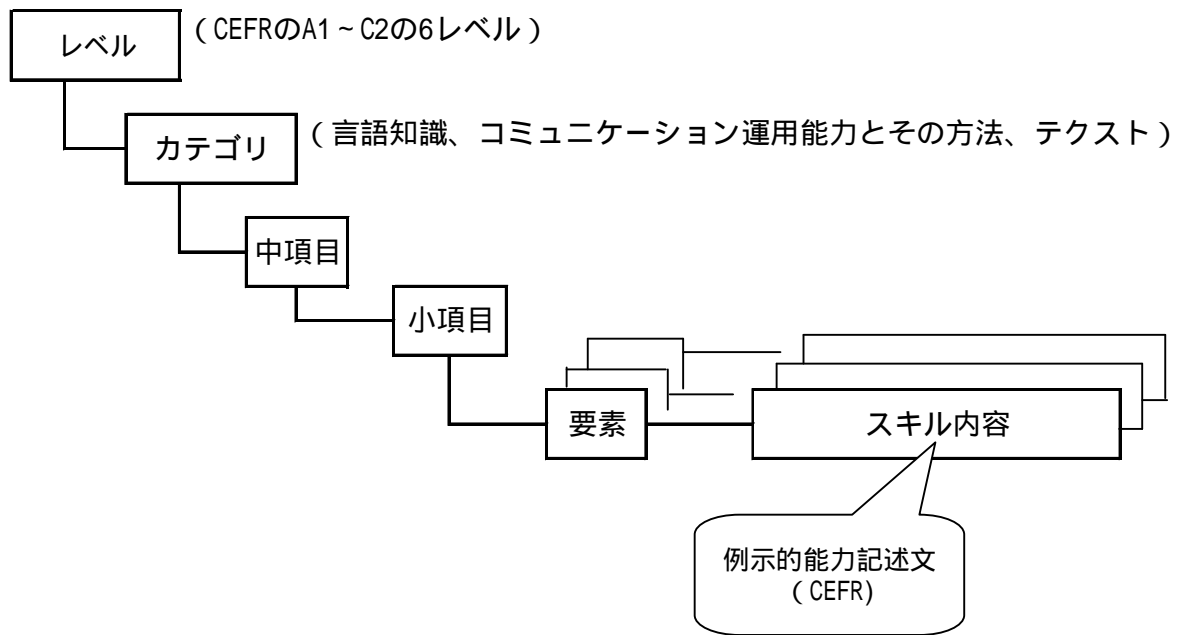 レベル
(CEFRのA1~C2の6レベル)
カテゴリ
(言語知識、コミュニケーション運用能力とその方法、テクスト)
中項目
小項目
要素
スキル内容
例示的能力記述文
(CEFR)